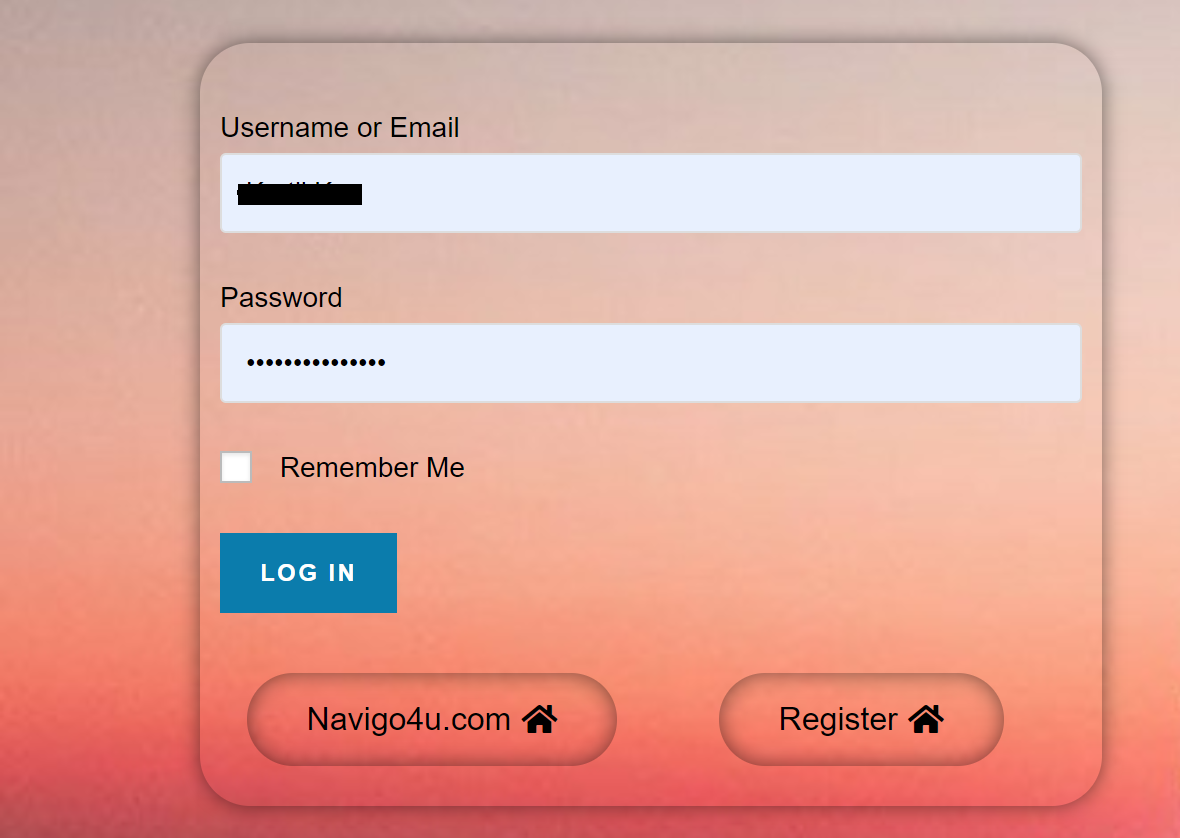 Username or Email
Password
•••••••••••••••
Remember Me
LOG IN
Navigo4u.com
Register